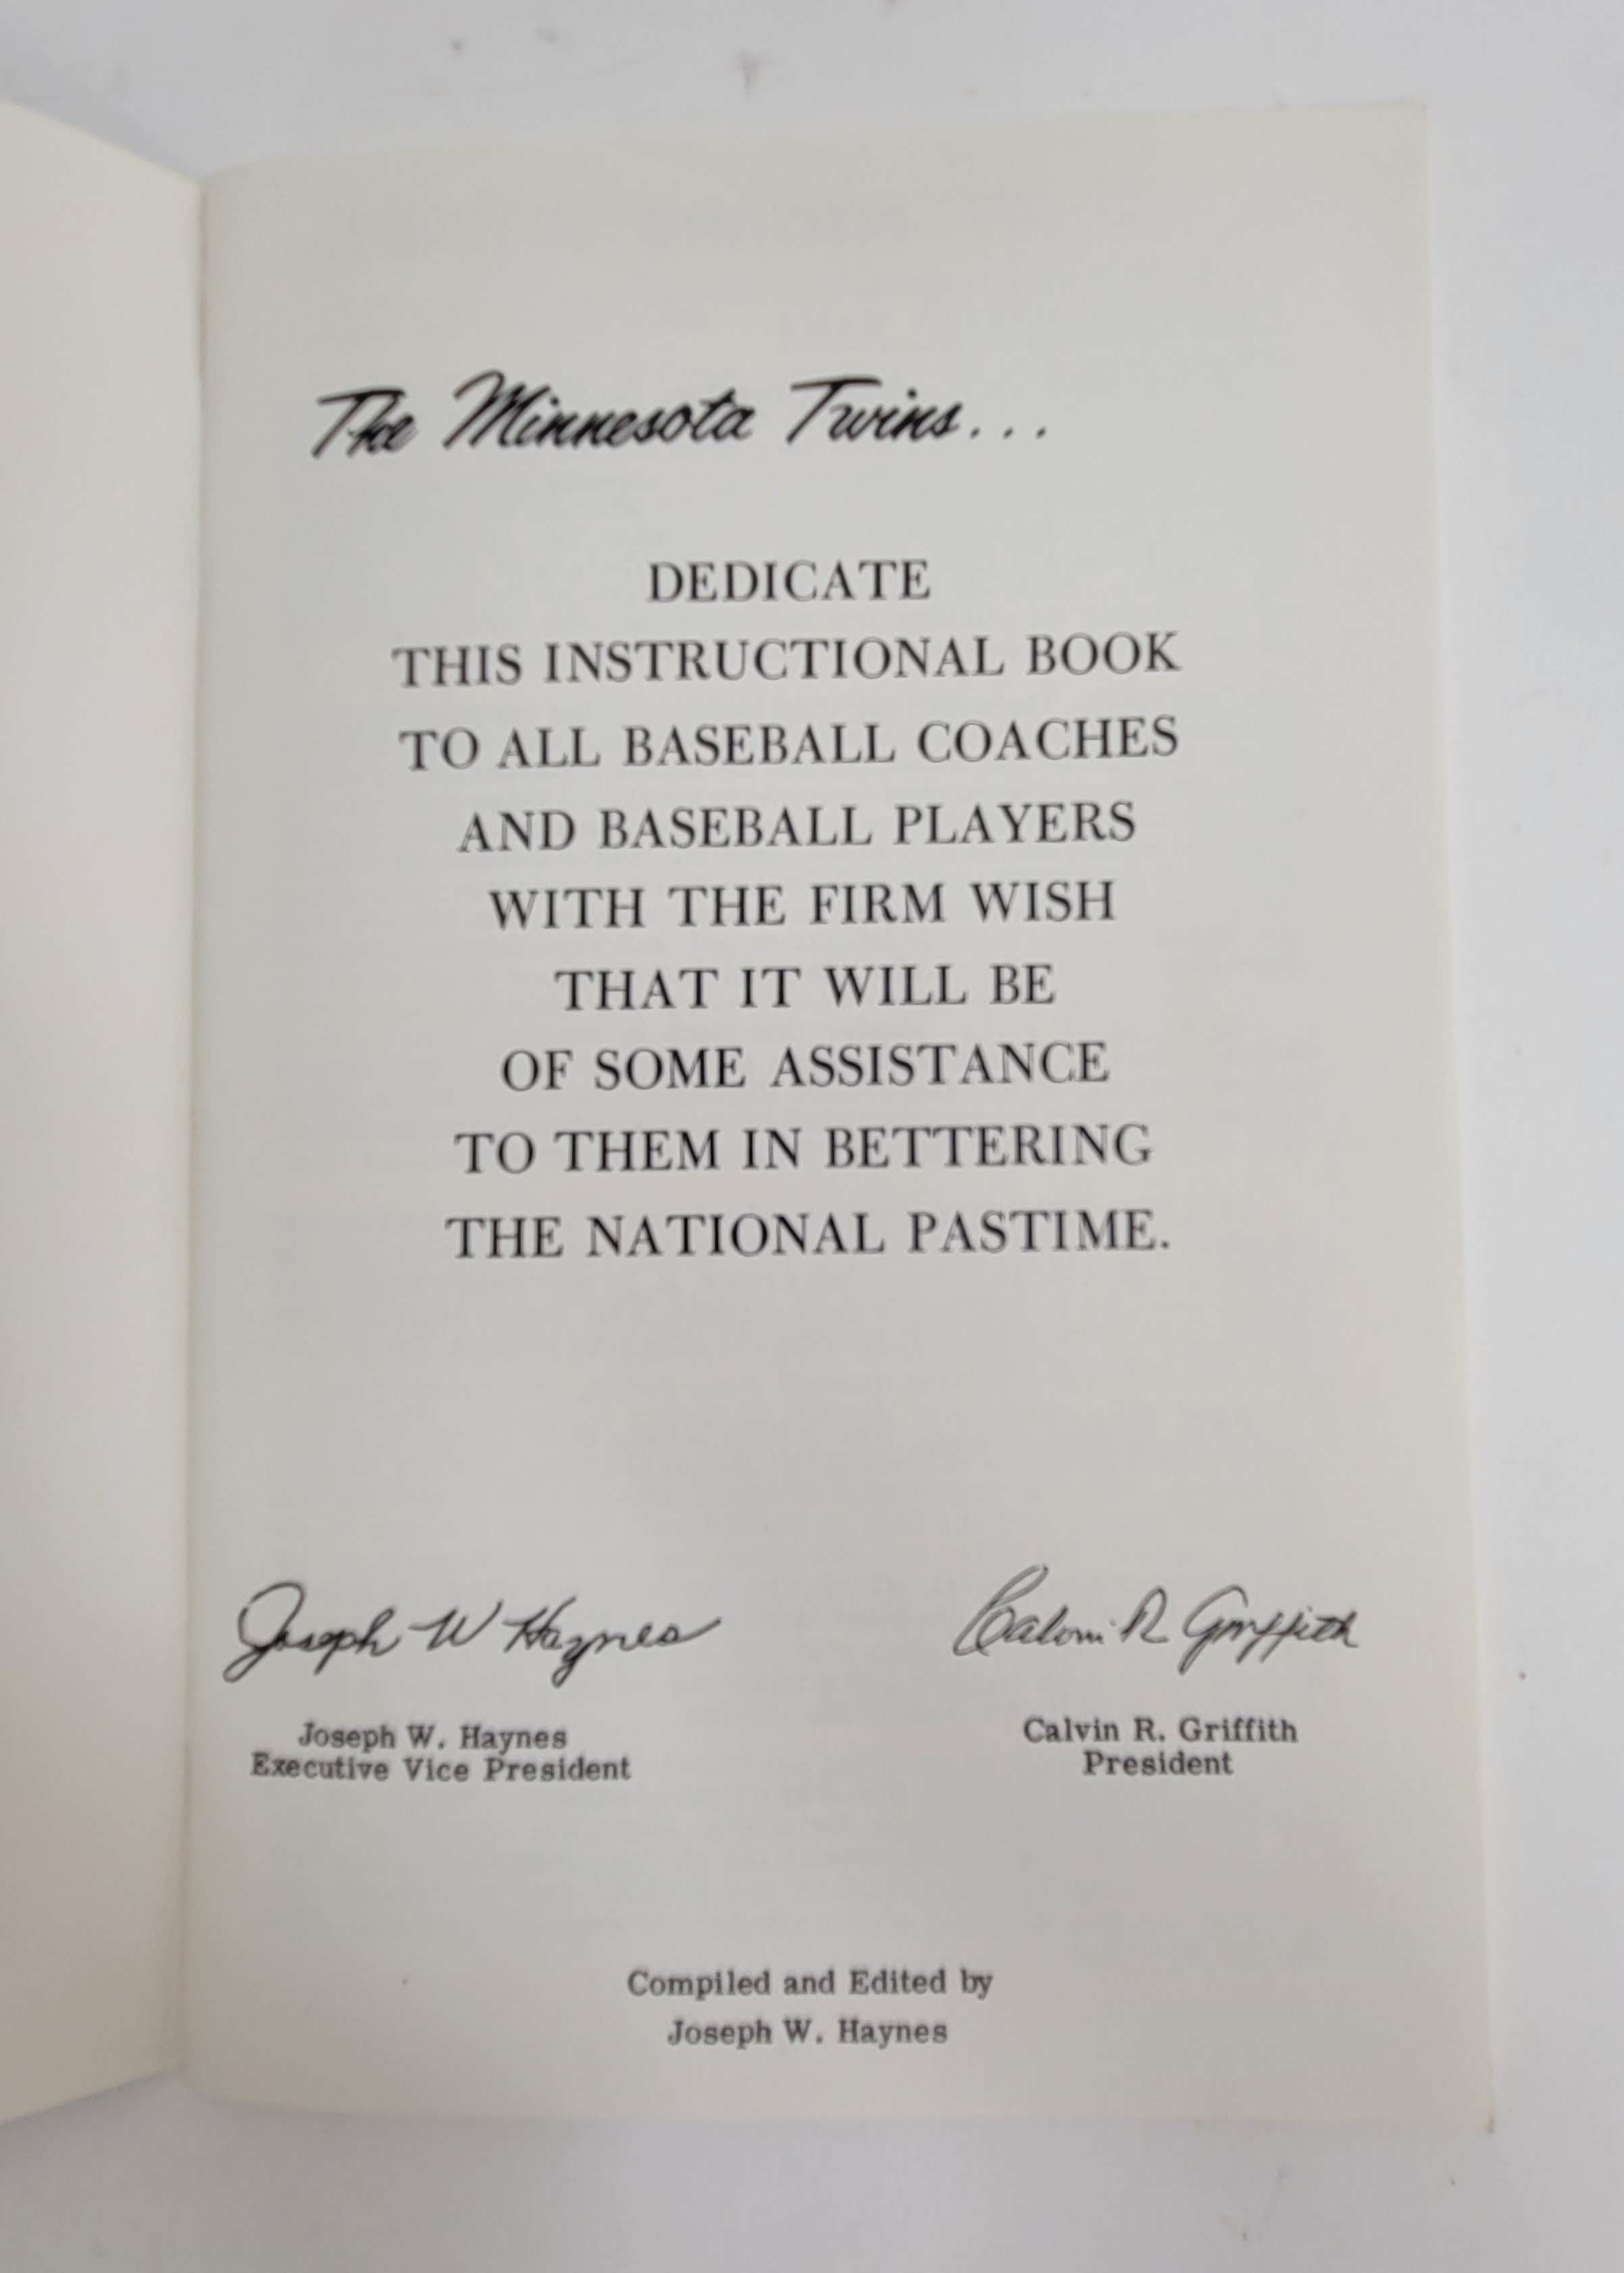 The Minnesota Twins...
DEDICATE
THIS INSTRUCTIONAL BOOK
TO ALL BASEBALL COACHES
AND BASEBALL PLAYERS
WITH THE FIRM WISH
THAT IT WILL BE
OF SOME ASSISTANCE
TO THEM IN BETTERING
THE NATIONAL PASTIME.
Joseph W Haynes
Calvin R Griffith
Joseph W. Haynes
Executive Vice President
Calvin R. Griffith
President
Compiled and Edited by
Joseph W. Haynes